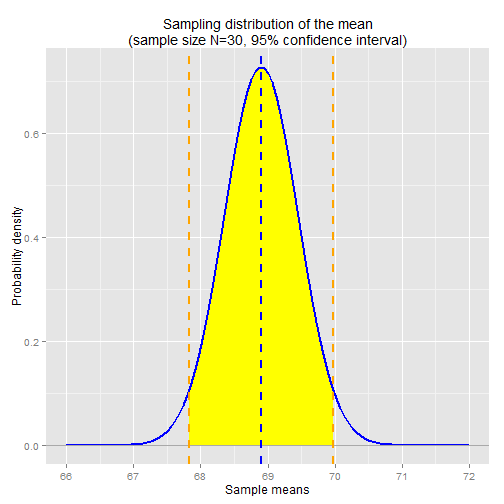 Sampling distribution of the mean
(sample size N=30, 95% confidence interval)
Probability density
0.6
0.4
0.2
0.0
66 67 68 69 70 71 72
Sample means